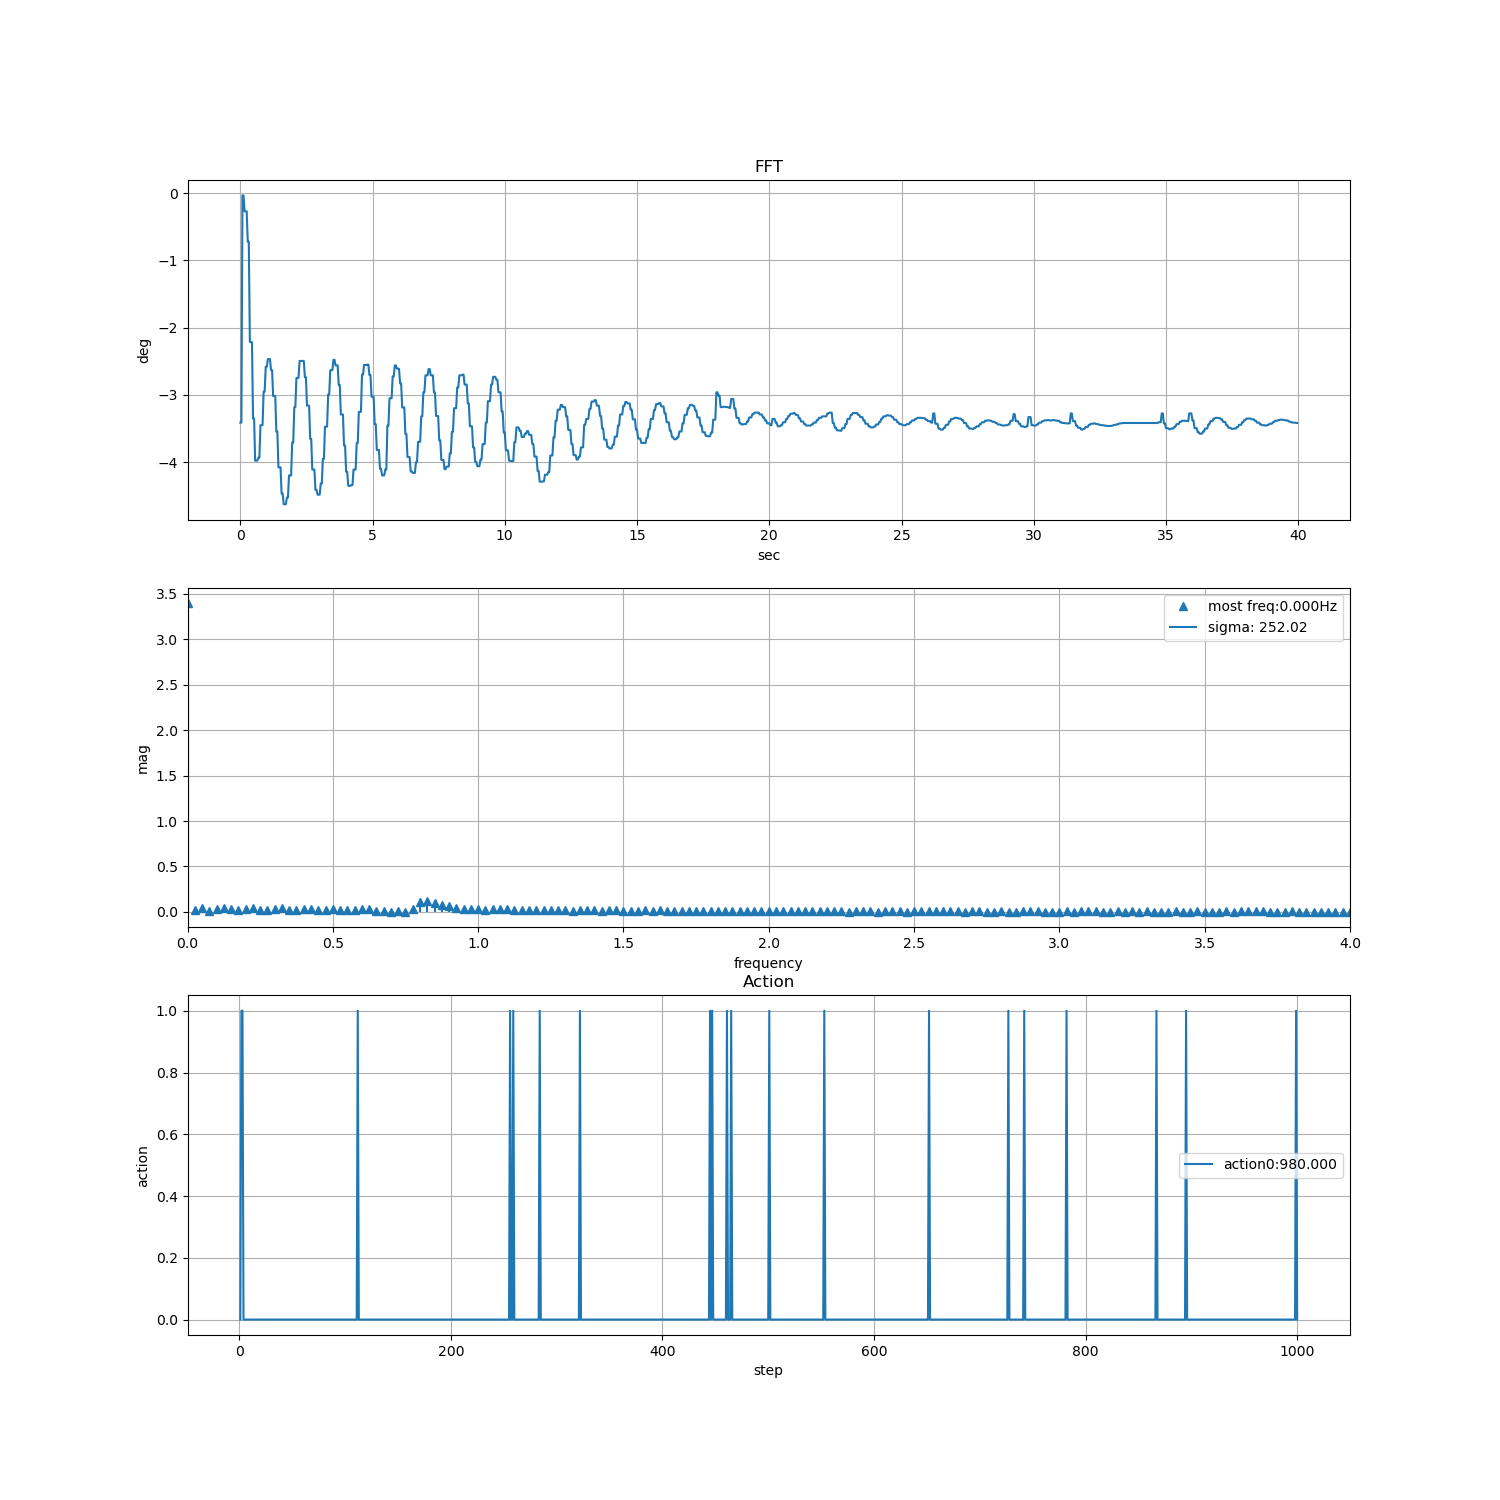 FFT
0
−1
−2
−3
−4
deg
0 5 10 15 20 25 30 35 40
sec
3.5
3.0
2.5
2.0
1.5
1.0
0.5
0.0
mag
most freq:0.000Hz
sigma: 252.02
0.0 0.5 1.0 1.5 2.0 2.5 3.0 3.5 4.0
frequency
Action
1.0
0.8
0.6
0.4
0.2
0.0
action
action0:980.000
0 200 400 600 800 1000
step